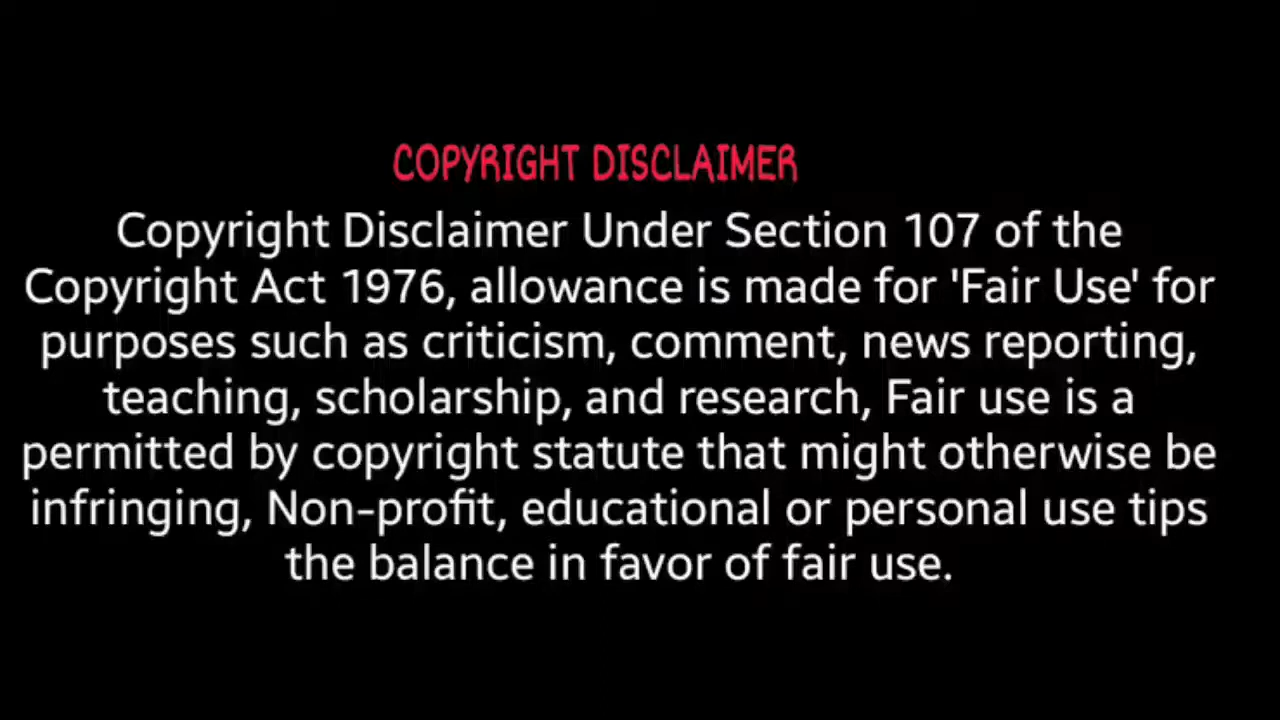 COPYRIGHT DISCLAIMER
Copyright Disclaimer Under Section 107 of the
Copyright Act 1976, allowance is made for 'Fair Use' for
purposes such as criticism, comment, news reporting,
teaching, scholarship, and research, Fair use is a
permitted by copyright statute that might otherwise be
infringing, Non-profit, educational or personal use tips
the balance in favor of fair use.